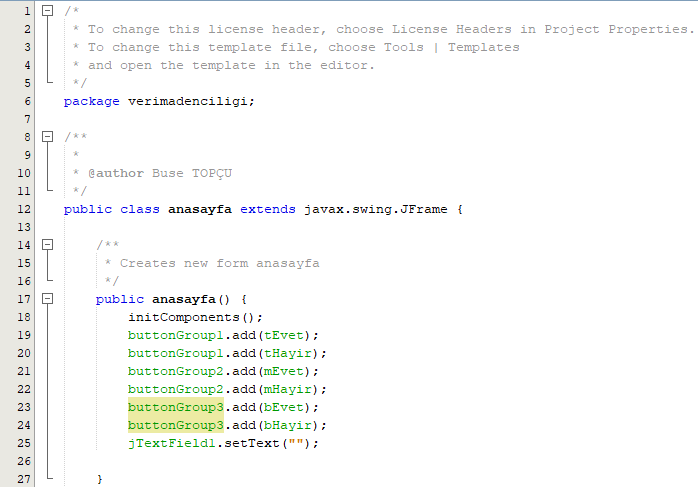 1 /*
2 * To change this license header, choose License Headers in Project Properties.
3 * To change this template file, choose Tools | Templates
4 * and open the template in the editor.
5 */
6 package verimadenciligi;
7
8 /**
9 *
10 * @author Buse TOPÇU
11 */
12 public class anasayfa extends javax.swing.JFrame {
13
14 /**
15 * Creates new form anasayfa
16 */
17 public anasayfa() {
18 initComponents();
19 buttonGroup1.add(tEvet);
20 buttonGroup1.add(tHayir);
21 buttonGroup2.add(mEvet);
22 buttonGroup2.add(mHayir);
23 buttonGroup3.add(bEvet);
24 buttonGroup3.add(bHayir);
25 jTextField1.setText("");
26
27 }